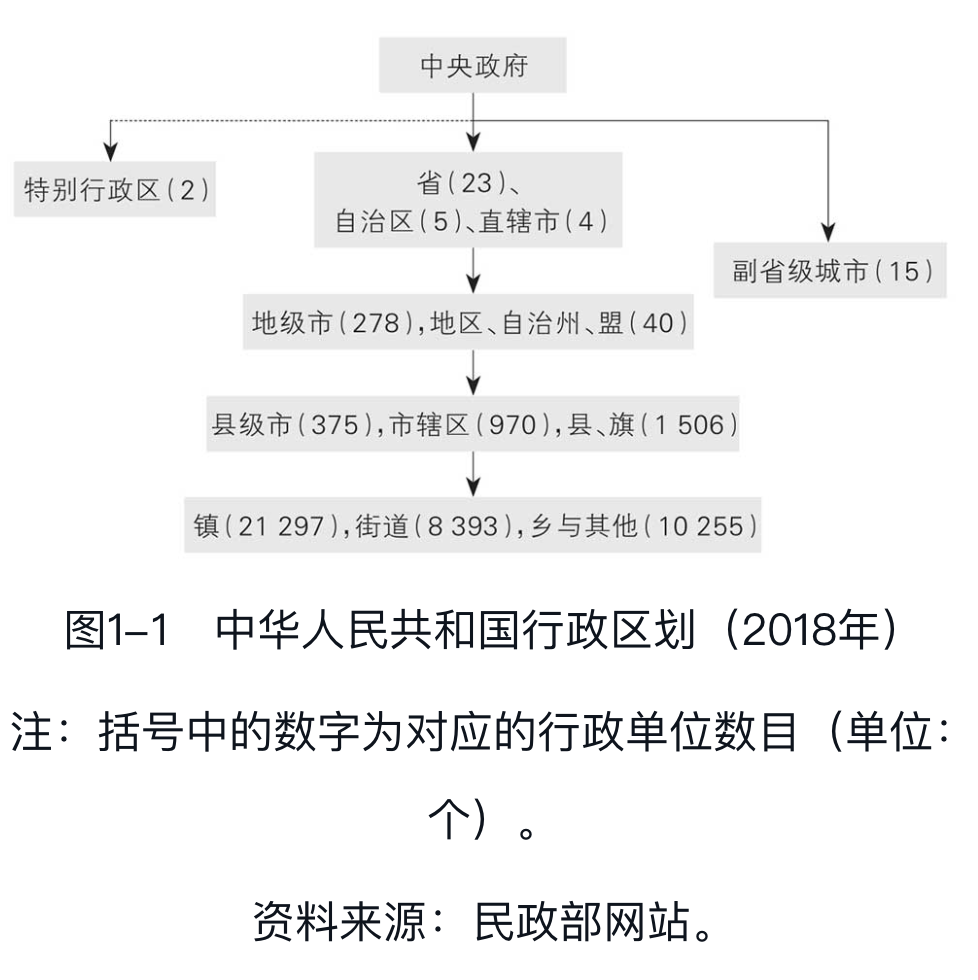 中央政府
特别行政区(2)
省(23)、
自治区(5)、直辖市(4)
副省级城市(15)
地级市(278),地区、自治州、盟(40)
县级市(375),市辖区(970),县、旗(1 506)
镇(21 297),街道(8 393),乡与其他(10 255)
图1–1 中华人民共和国行政区划（2018年）
注：括号中的数字为对应的行政单位数目（单位：
个）。
资料来源：民政部网站。